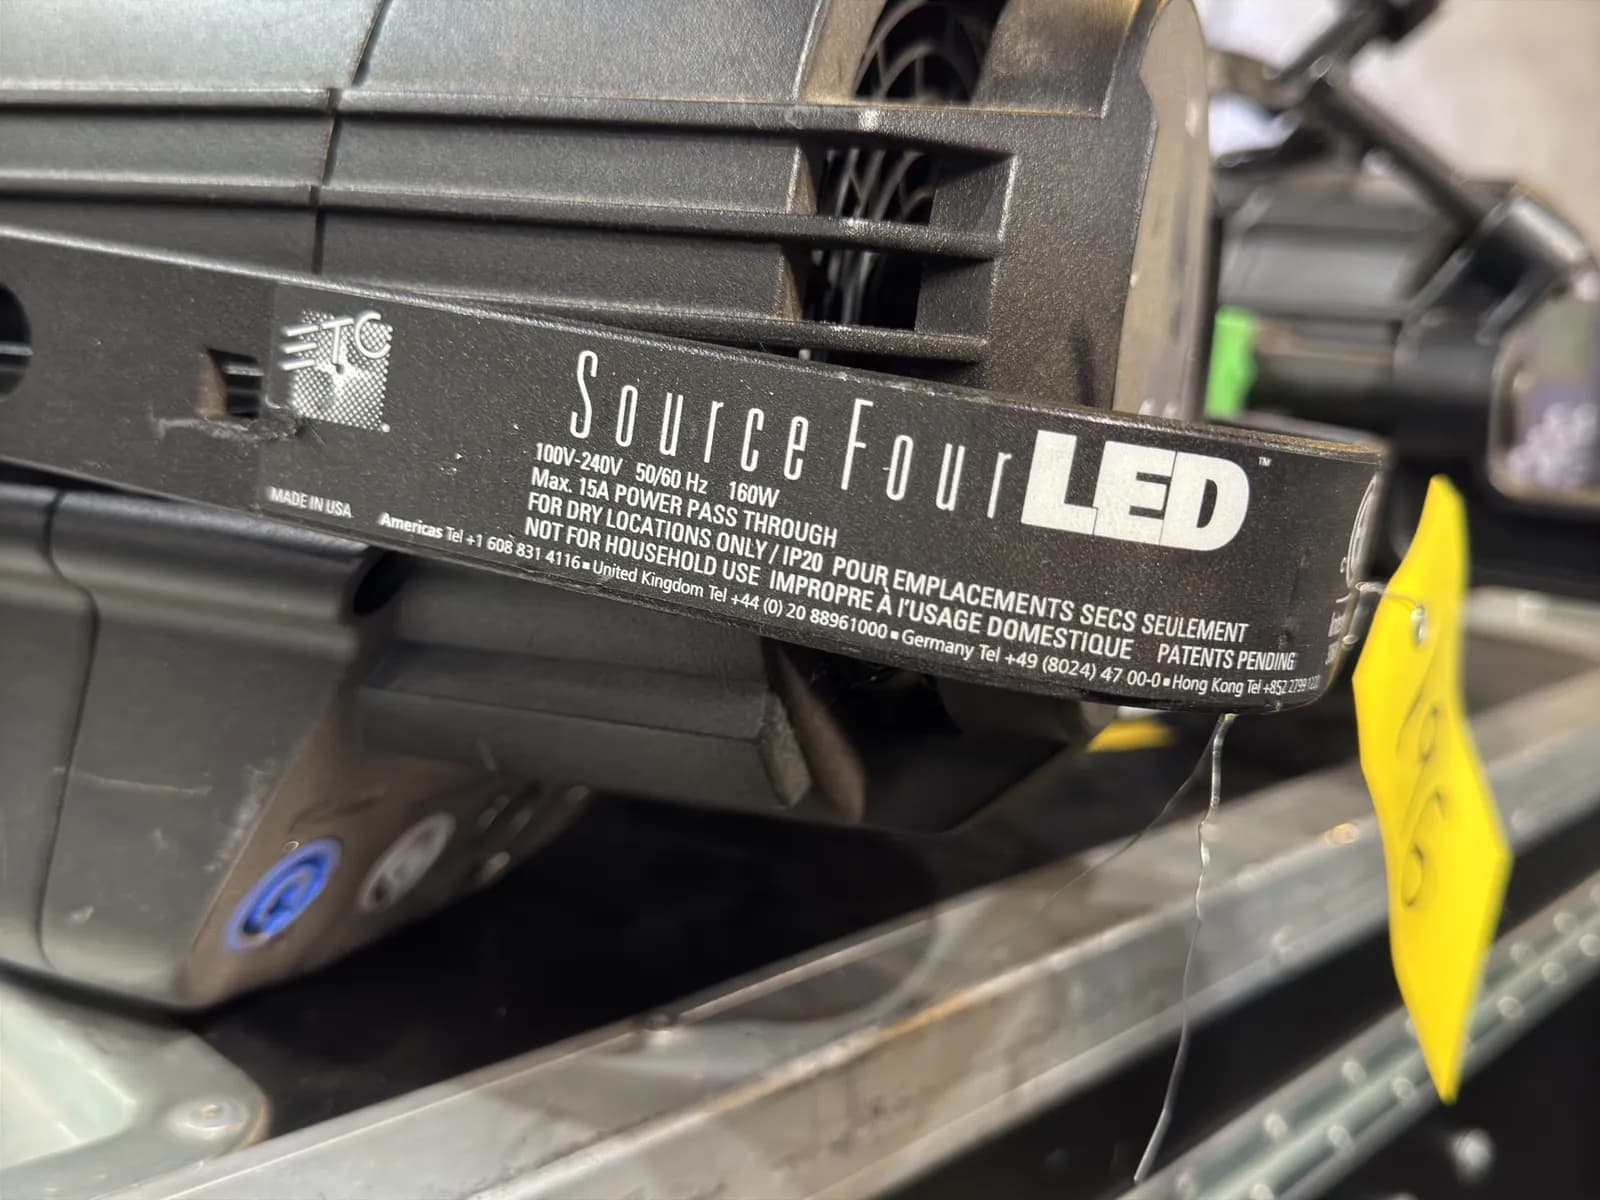 ETC
Source Four LED™
100V-240V 50/60 Hz 160W
Max. 15A POWER PASS THROUGH
FOR DRY LOCATIONS ONLY / IP20 POUR EMPLACEMENTS SECS SEULEMENT
NOT FOR HOUSEHOLD USE IMPROPRE À l'USAGE DOMESTIQUE PATENTS PENDING
MADE IN USA
Americas Tel +1 608 831 4116 ▪ United Kingdom Tel +44 (0) 20 88961000 ▪ Germany Tel +49 (8024) 47 00-0 ▪ Hong Kong Tel +852 2799